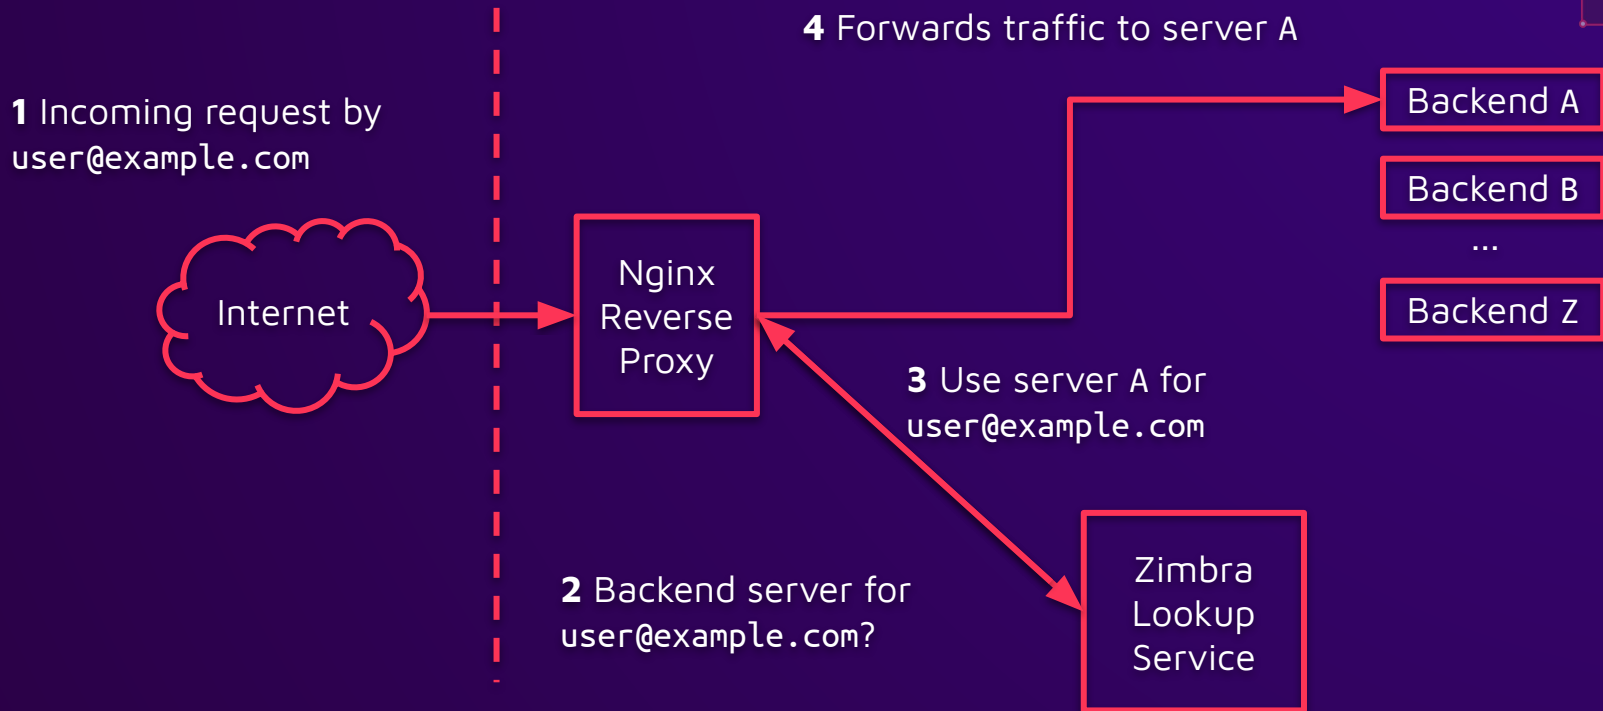 4 Forwards traffic to server A
1 Incoming request by
user@example.com
Backend A
Backend B
...
Backend Z
Internet
Nginx
Reverse
Proxy
3 Use server A for
user@example.com
2 Backend server for
user@example.com?
Zimbra
Lookup
Service